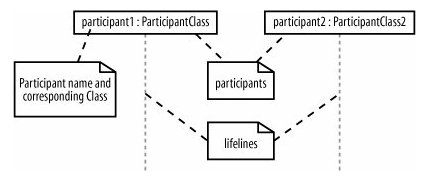 participant1 : ParticipantClass
participant2 : ParticipantClass2
Participant name and
corresponding Class
participants
lifelines